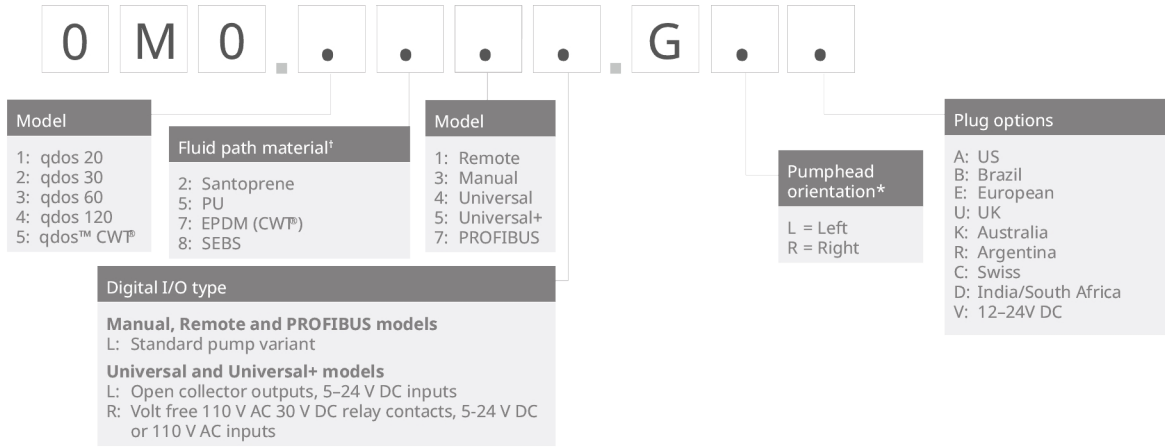 0 M 0 . . . . . . G . .
Model
1: qdos 20
2: qdos 30
3: qdos 60
4: qdos 120
5: qdos™ CWT®
Fluid path material†
2: Santoprene
5: PU
7: EPDM (CWT®)
8: SEBS
Model
1: Remote
3: Manual
4: Universal
5: Universal+
7: PROFIBUS
Digital I/O type
Manual, Remote and PROFIBUS models
L: Standard pump variant
Universal and Universal+ models
L: Open collector outputs, 5–24 V DC inputs
R: Volt free 110 V AC 30 V DC relay contacts, 5-24 V DC
or 110 V AC inputs
Pumphead
orientation*
L = Left
R = Right
Plug options
A: US
B: Brazil
E: European
U: UK
K: Australia
R: Argentina
C: Swiss
D: India/South Africa
V: 12–24V DC